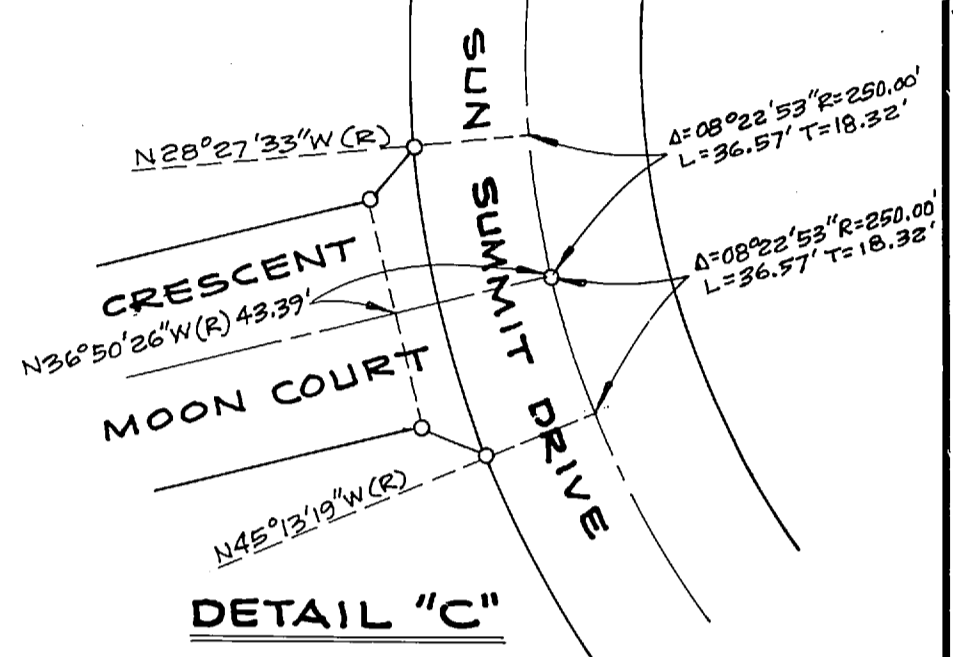 SUN SUMMIT DRIVE
N28°27'33"W (R)
Δ=08°22'53" R=250.00'
L=36.57' T=18.32'
CRESCENT
N36°50'26"W (R) 43.39'
MOON COURT
Δ=08°22'53" R=250.00'
L=36.57' T=18.32'
N45°13'19"W (R)
DETAIL "C"